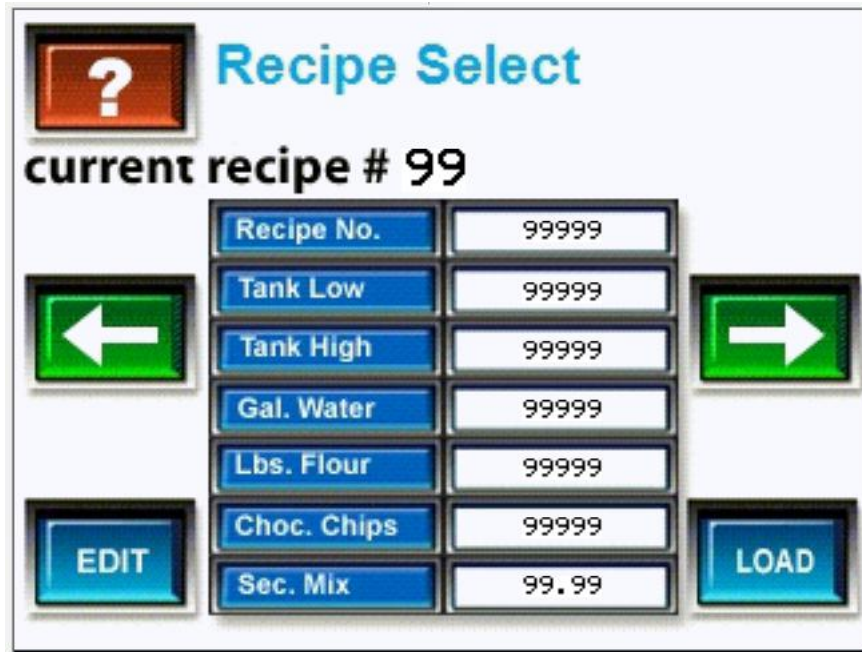 ? Recipe Select
current recipe # 99
Recipe No. 99999
Tank Low 99999
Tank High 99999
Gal. Water 99999
Lbs. Flour 99999
Choc. Chips 99999
Sec. Mix 99.99
EDIT
LOAD